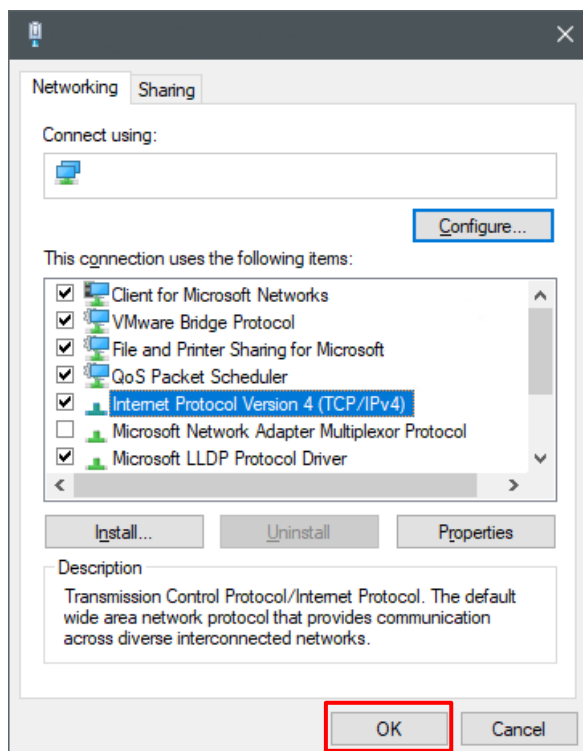 Networking
Sharing
Connect using:
Configure...
This connection uses the following items:
Client for Microsoft Networks
VMware Bridge Protocol
File and Printer Sharing for Microsoft
QoS Packet Scheduler
Internet Protocol Version 4 (TCP/IPv4)
Microsoft Network Adapter Multiplexor Protocol
Microsoft LLDP Protocol Driver
Install...
Uninstall
Properties
Description
Transmission Control Protocol/Internet Protocol. The default
wide area network protocol that provides communication
across diverse interconnected networks.
OK
Cancel